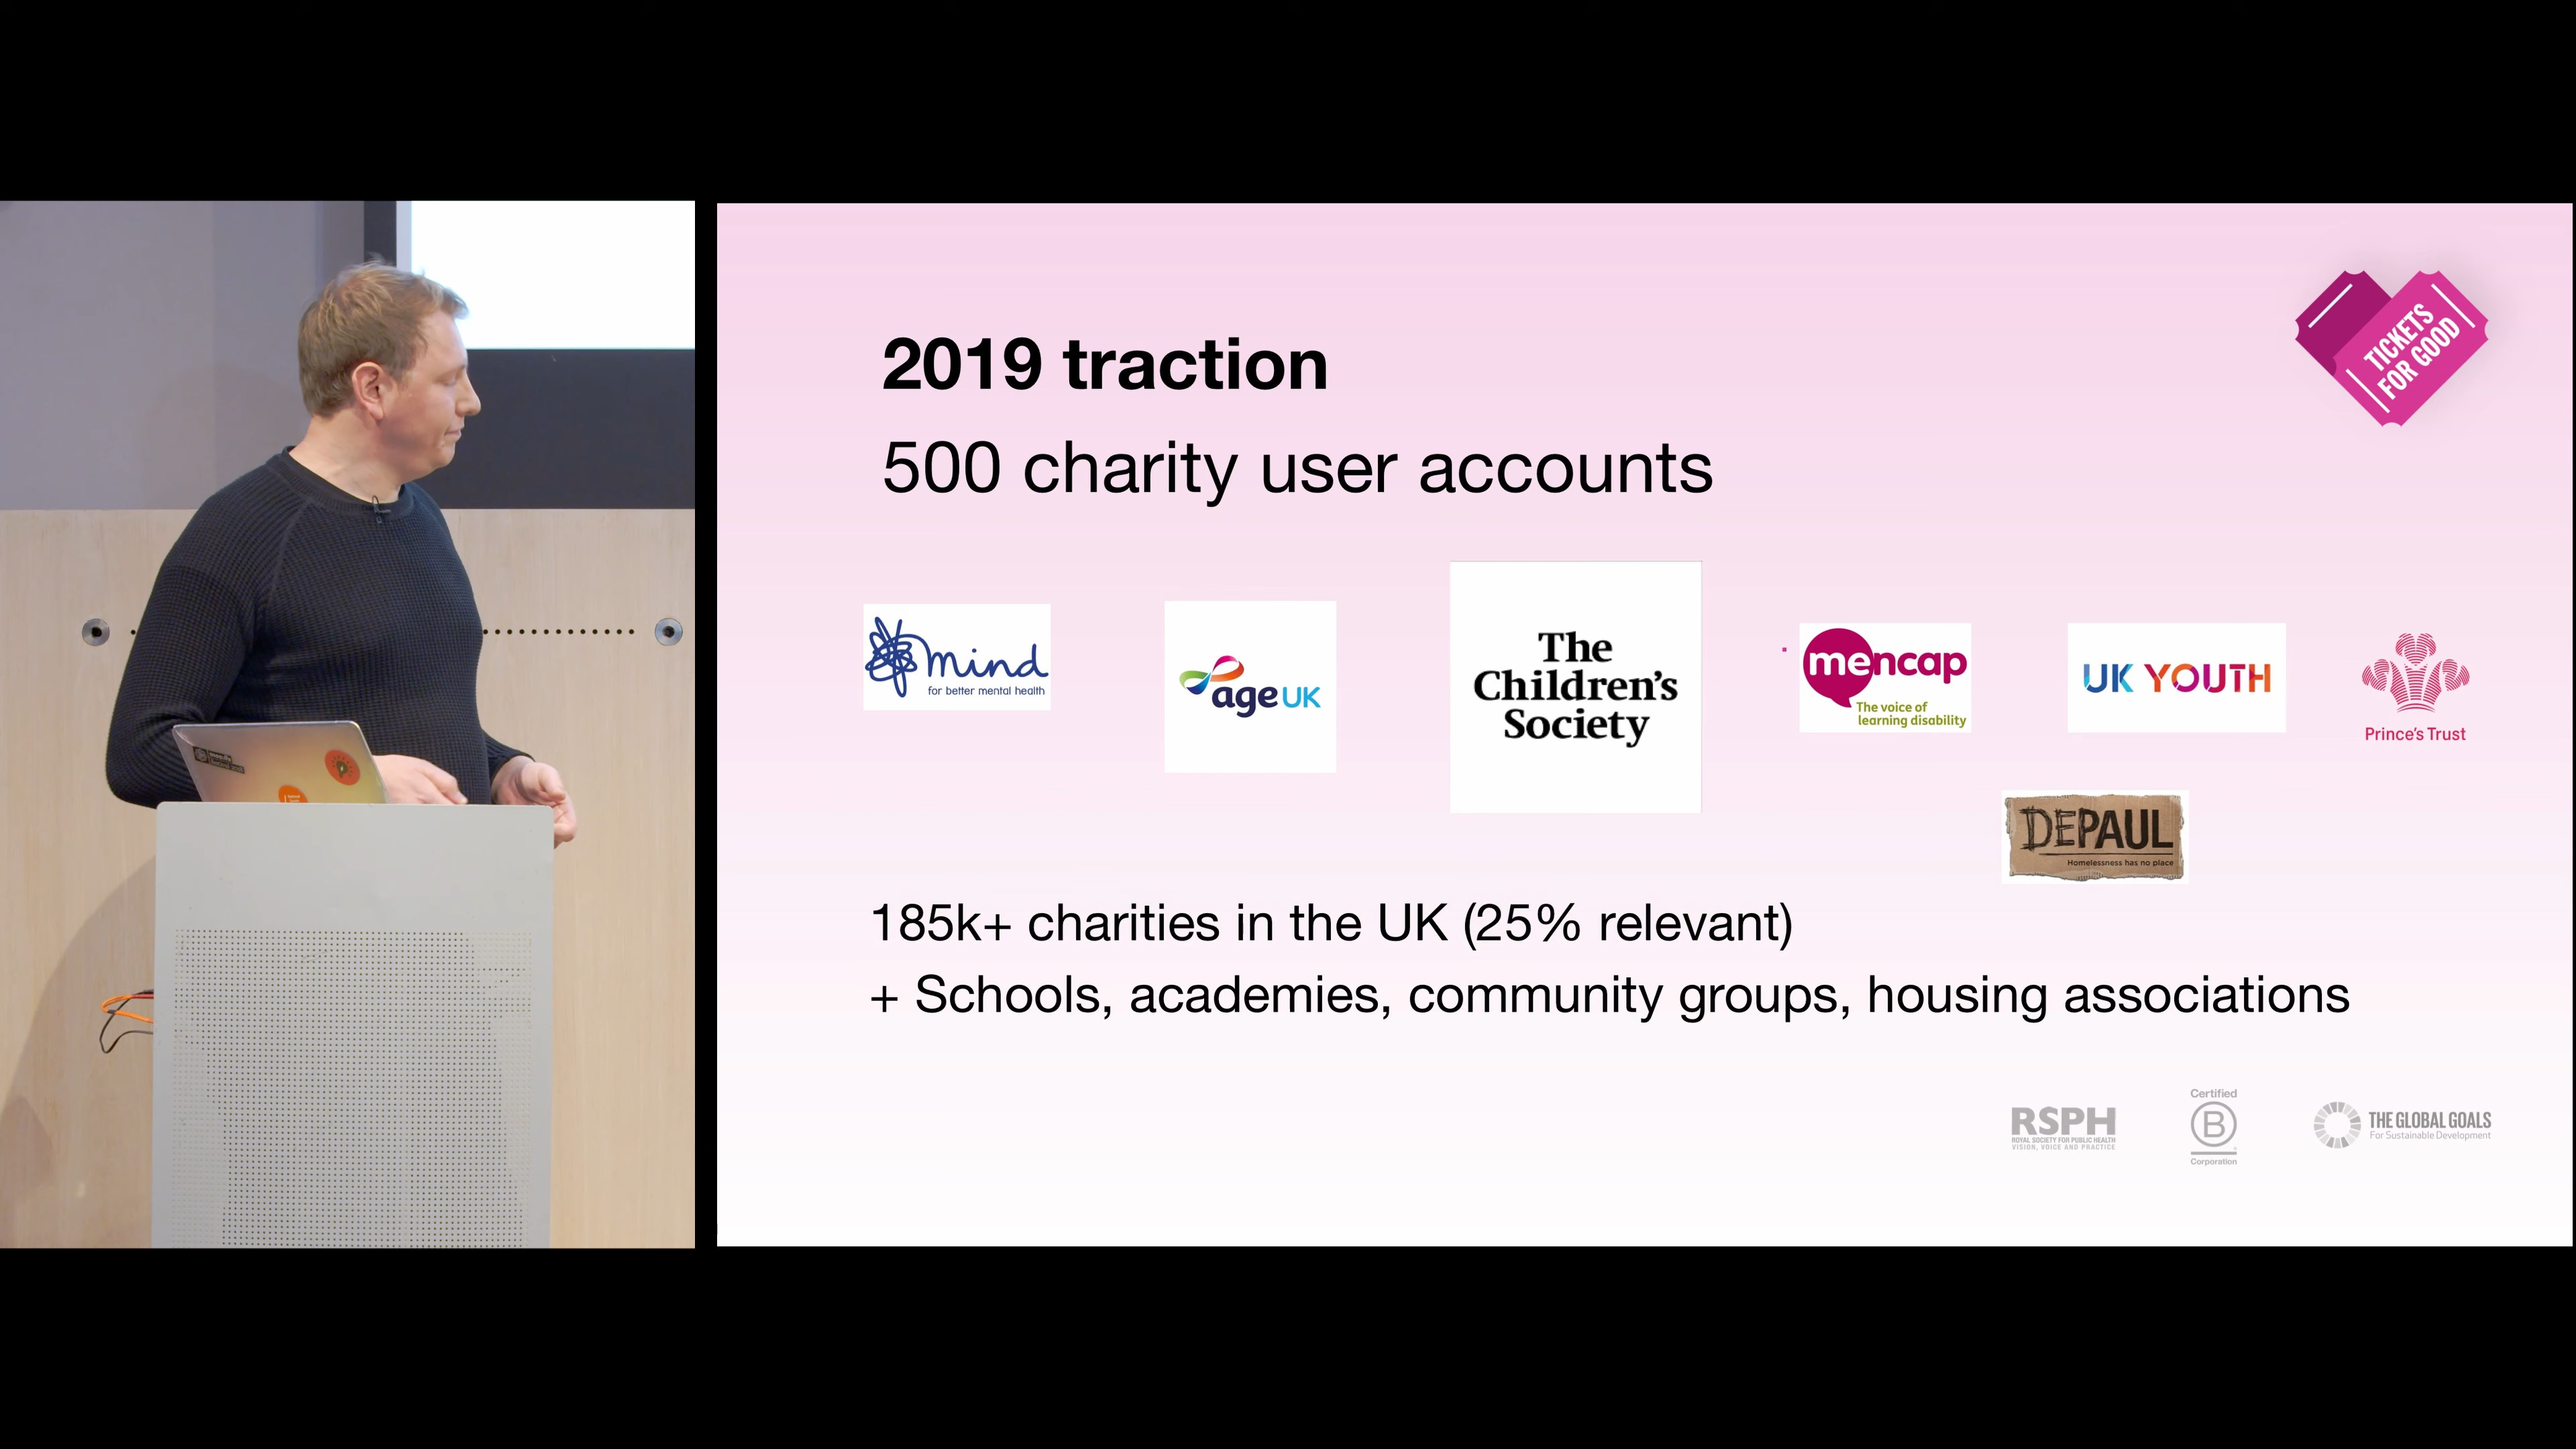 2019 traction
TICKETS
FOR GOOD
500 charity user accounts
mind
for better mental health
ageUK
The
Children's
Society
mencap
The voice of
learning disability
UK YOUTH
Prince's Trust
DEPAUL
Homelessness has no place
185k+ charities in the UK (25% relevant)
+ Schools, academies, community groups, housing associations
RSPH
ROYAL SOCIETY FOR PUBLIC HEALTH
VISION, VOICE AND PRACTICE
Certified
B
Corporation
THE GLOBAL GOALS
For Sustainable Development